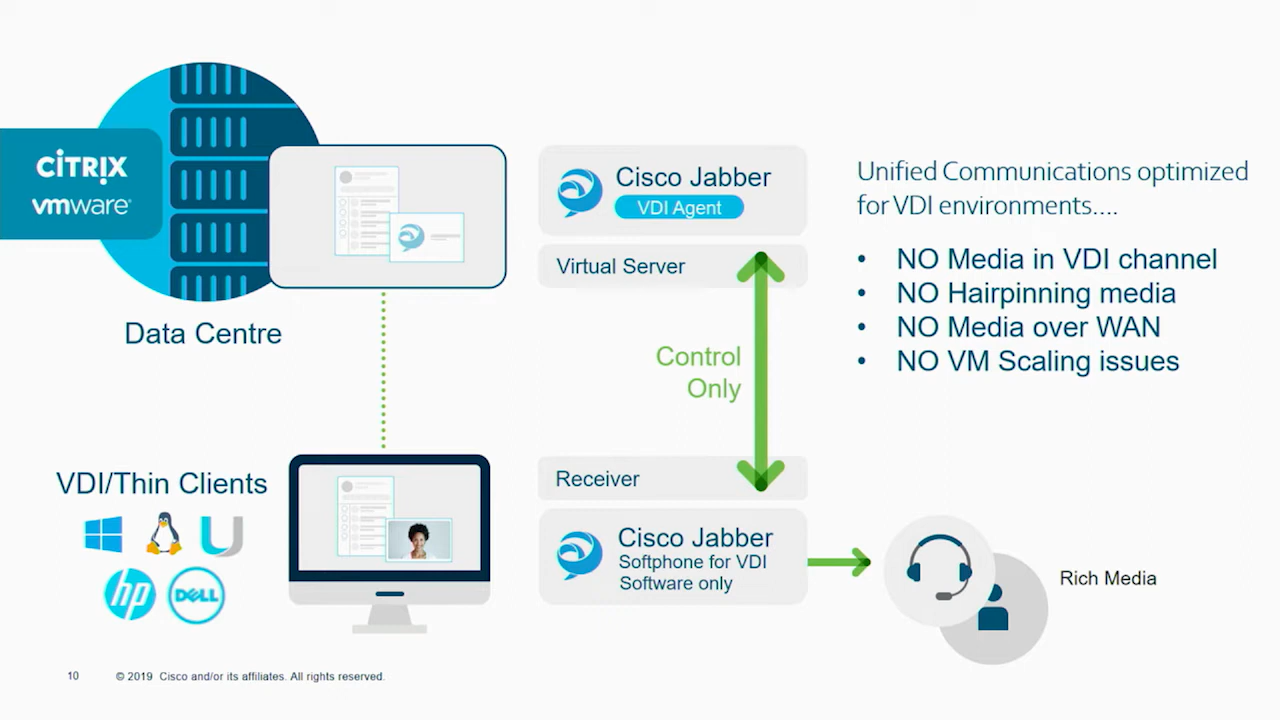 CİTRIX
vmware®
Data Centre
Cisco Jabber
VDI Agent
Virtual Server
Control
Only
Unified Communications optimized
for VDI environments....
• NO Media in VDI channel
• NO Hairpinning media
• NO Media over WAN
• NO VM Scaling issues
VDI/Thin Clients
U
hp
DELL
Receiver
Cisco Jabber
Softphone for VDI
Software only
Rich Media
10 © 2019 Cisco and/or its affiliates. All rights reserved.